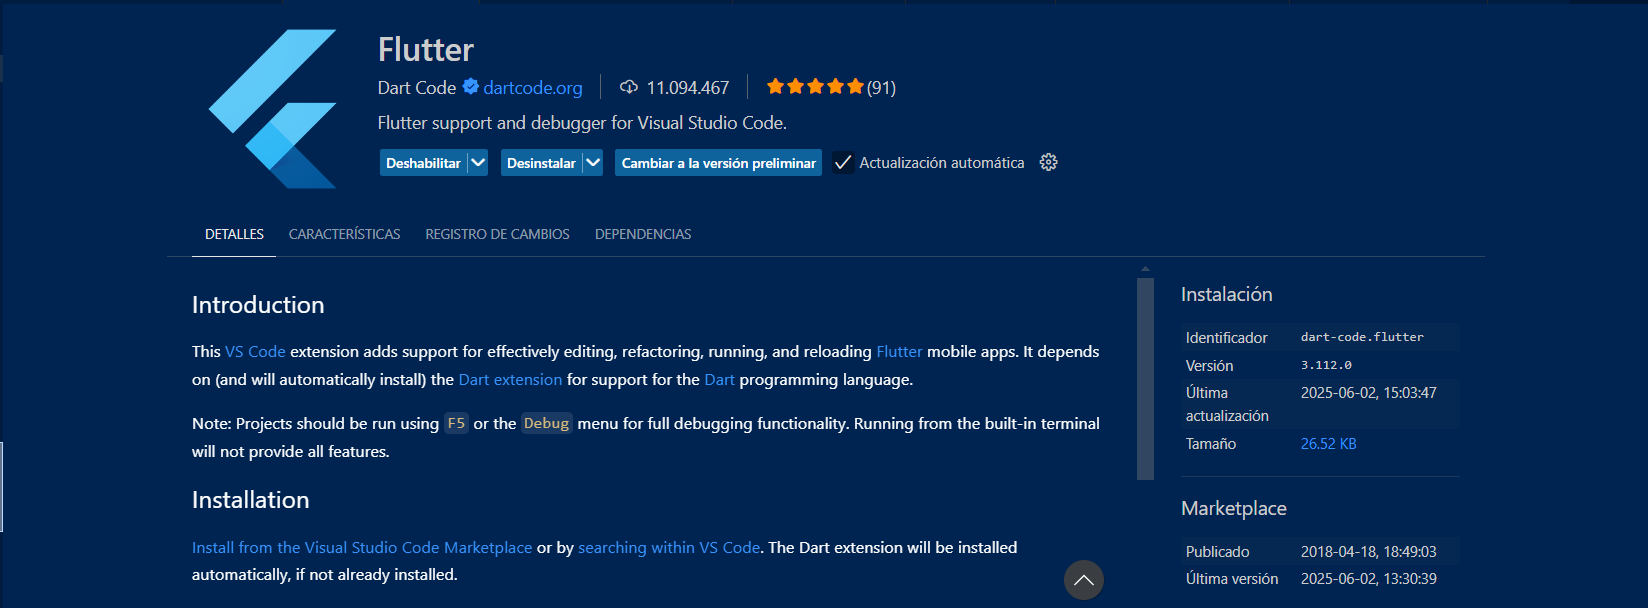 Flutter
Dart Code dartcode.org 11.094.467 (91)
Flutter support and debugger for Visual Studio Code.
Deshabilitar Desinstalar Cambiar a la versión preliminar Actualización automática
DETALLES CARACTERÍSTICAS REGISTRO DE CAMBIOS DEPENDENCIAS
Introduction
This VS Code extension adds support for effectively editing, refactoring, running, and reloading Flutter mobile apps. It depends
on (and will automatically install) the Dart extension for support for the Dart programming language.
Note: Projects should be run using F5 or the Debug menu for full debugging functionality. Running from the built-in terminal
will not provide all features.
Installation
Install from the Visual Studio Code Marketplace or by searching within VS Code. The Dart extension will be installed
automatically, if not already installed.
Instalación
Identificador dart-code.flutter
Versión 3.112.0
Última 2025-06-02, 15:03:47
actualización
Tamaño 26.52 KB
Marketplace
Publicado 2018-04-18, 18:49:03
Última versión 2025-06-02, 13:30:39